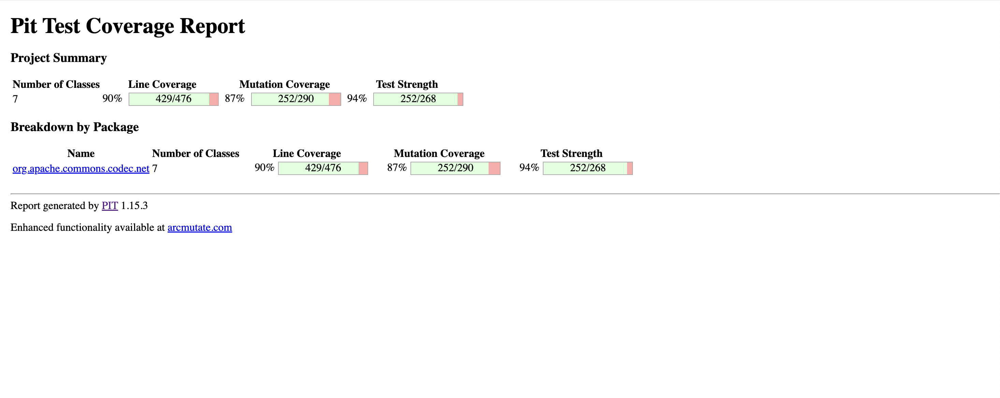 Pit Test Coverage Report
Project Summary
Number of Classes Line Coverage Mutation Coverage Test Strength
7 90% 429/476 87% 252/290 94% 252/268
Breakdown by Package
Name Number of Classes Line Coverage Mutation Coverage Test Strength
org.apache.commons.codec.net 7 90% 429/476 87% 252/290 94% 252/268
Report generated by PIT 1.15.3
Enhanced functionality available at arcmutate.com